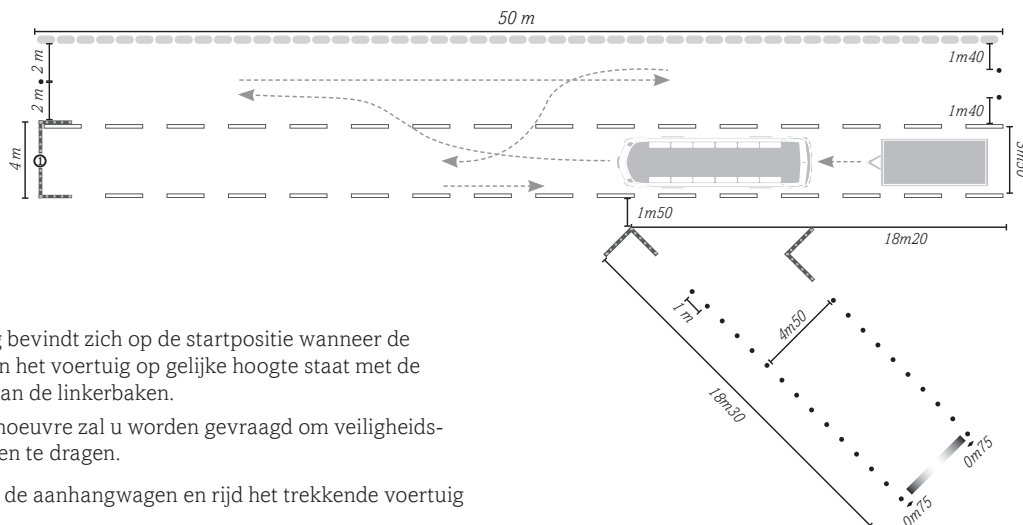 50 m
2 m
2 m
1m40
1m40
4 m
1
3m50
1m50
18m20
1 m
4m50
18m30
0m75
0m75
g bevindt zich op de startpositie wanneer de
n het voertuig op gelijke hoogte staat met de
an de linkerbaken.
noeuvre zal u worden gevraagd om veiligheids-
en te dragen.
de aanhangwagen en rijd het trekkende voertuig